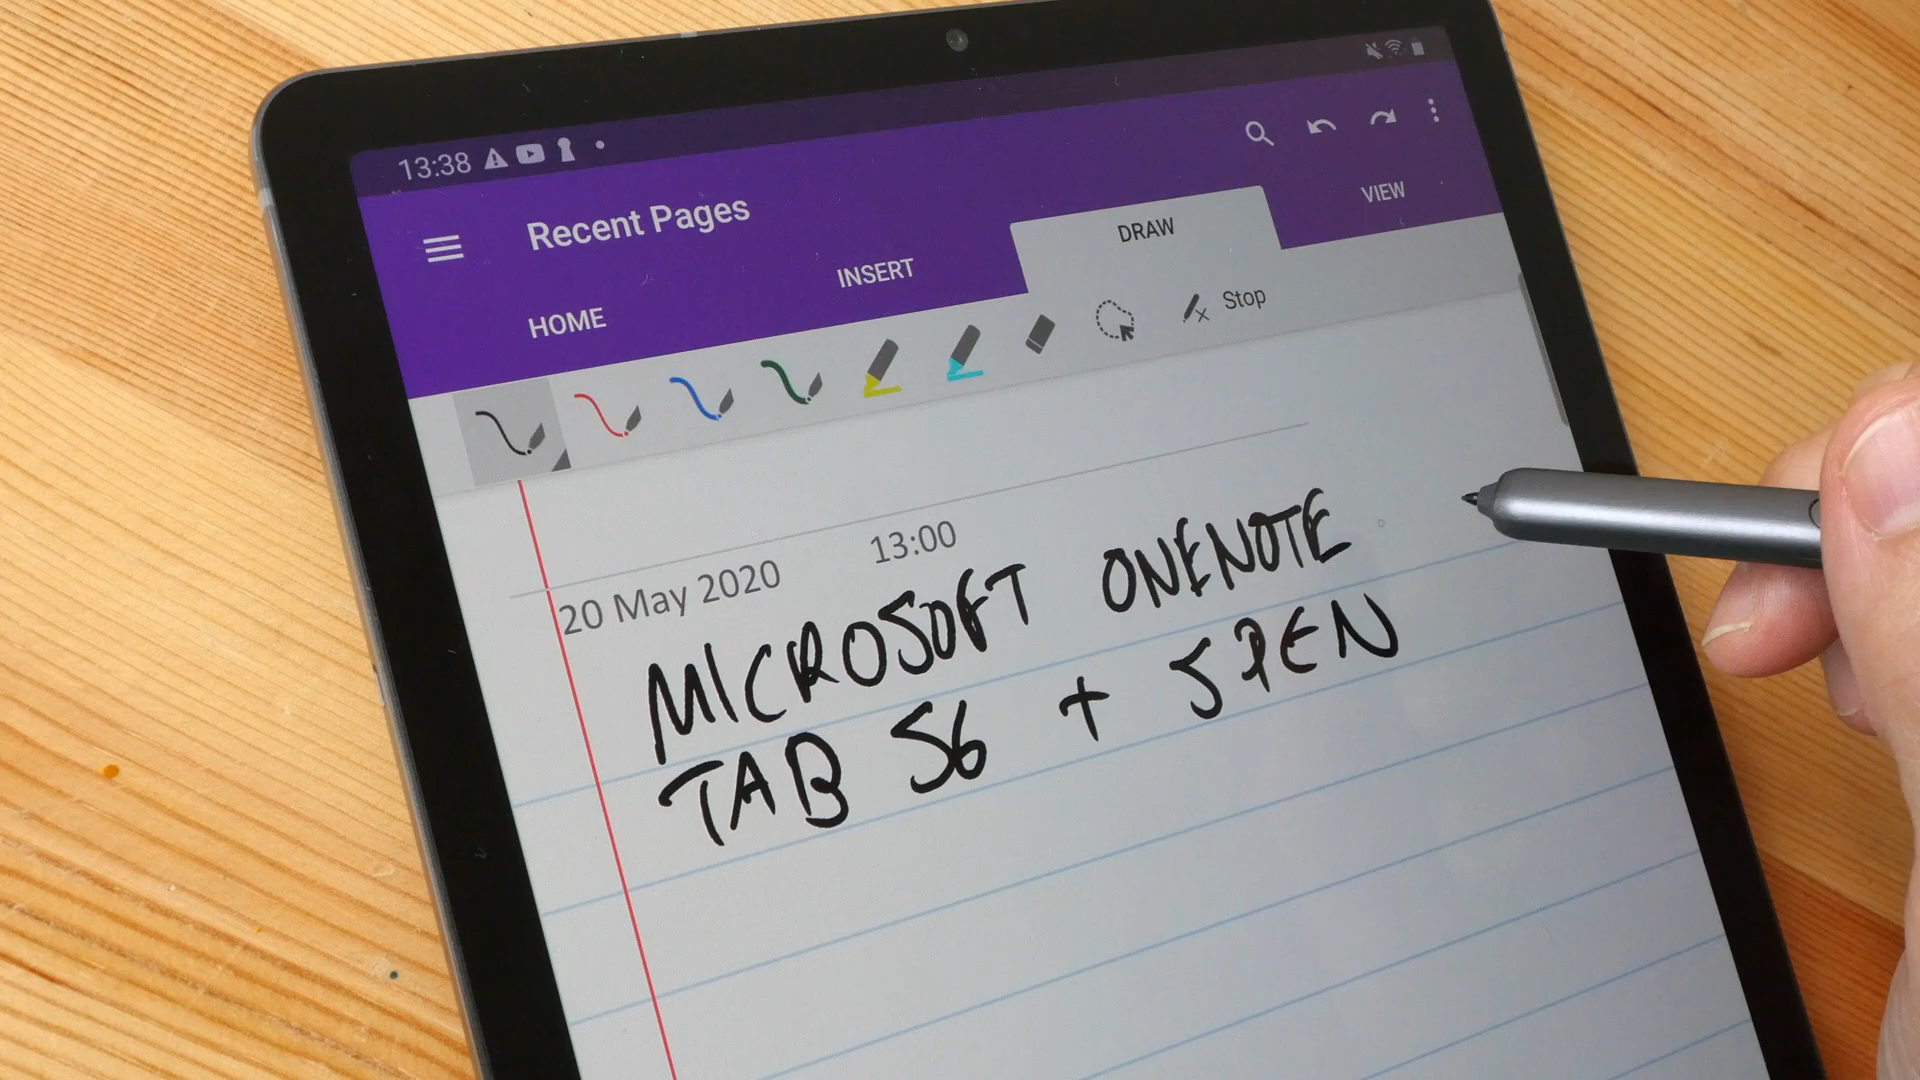 13:38
Recent Pages
HOME INSERT DRAW VIEW
Stop
20 May 2020 13:00
MICROSOFT ONENOTE
TAB S6 + SPEN